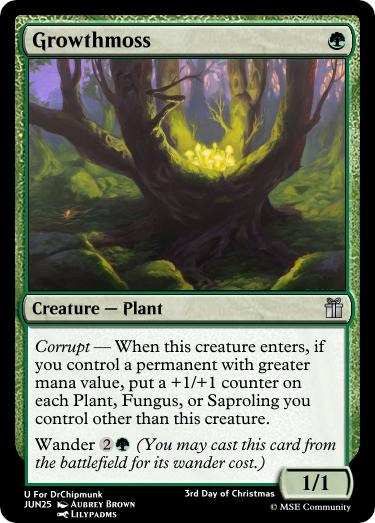 Growthmoss
Creature — Plant
Corrupt — When this creature enters, if
you control a permanent with greater
mana value, put a +1/+1 counter on
each Plant, Fungus, or Saproling you
control other than this creature.
Wander 2 (You may cast this card from
the battlefield for its wander cost.)
1/1
U For DrChipmunk
3rd Day of Christmas
JUN25 Aubrey Brown
© MSE Community
Lilypadms